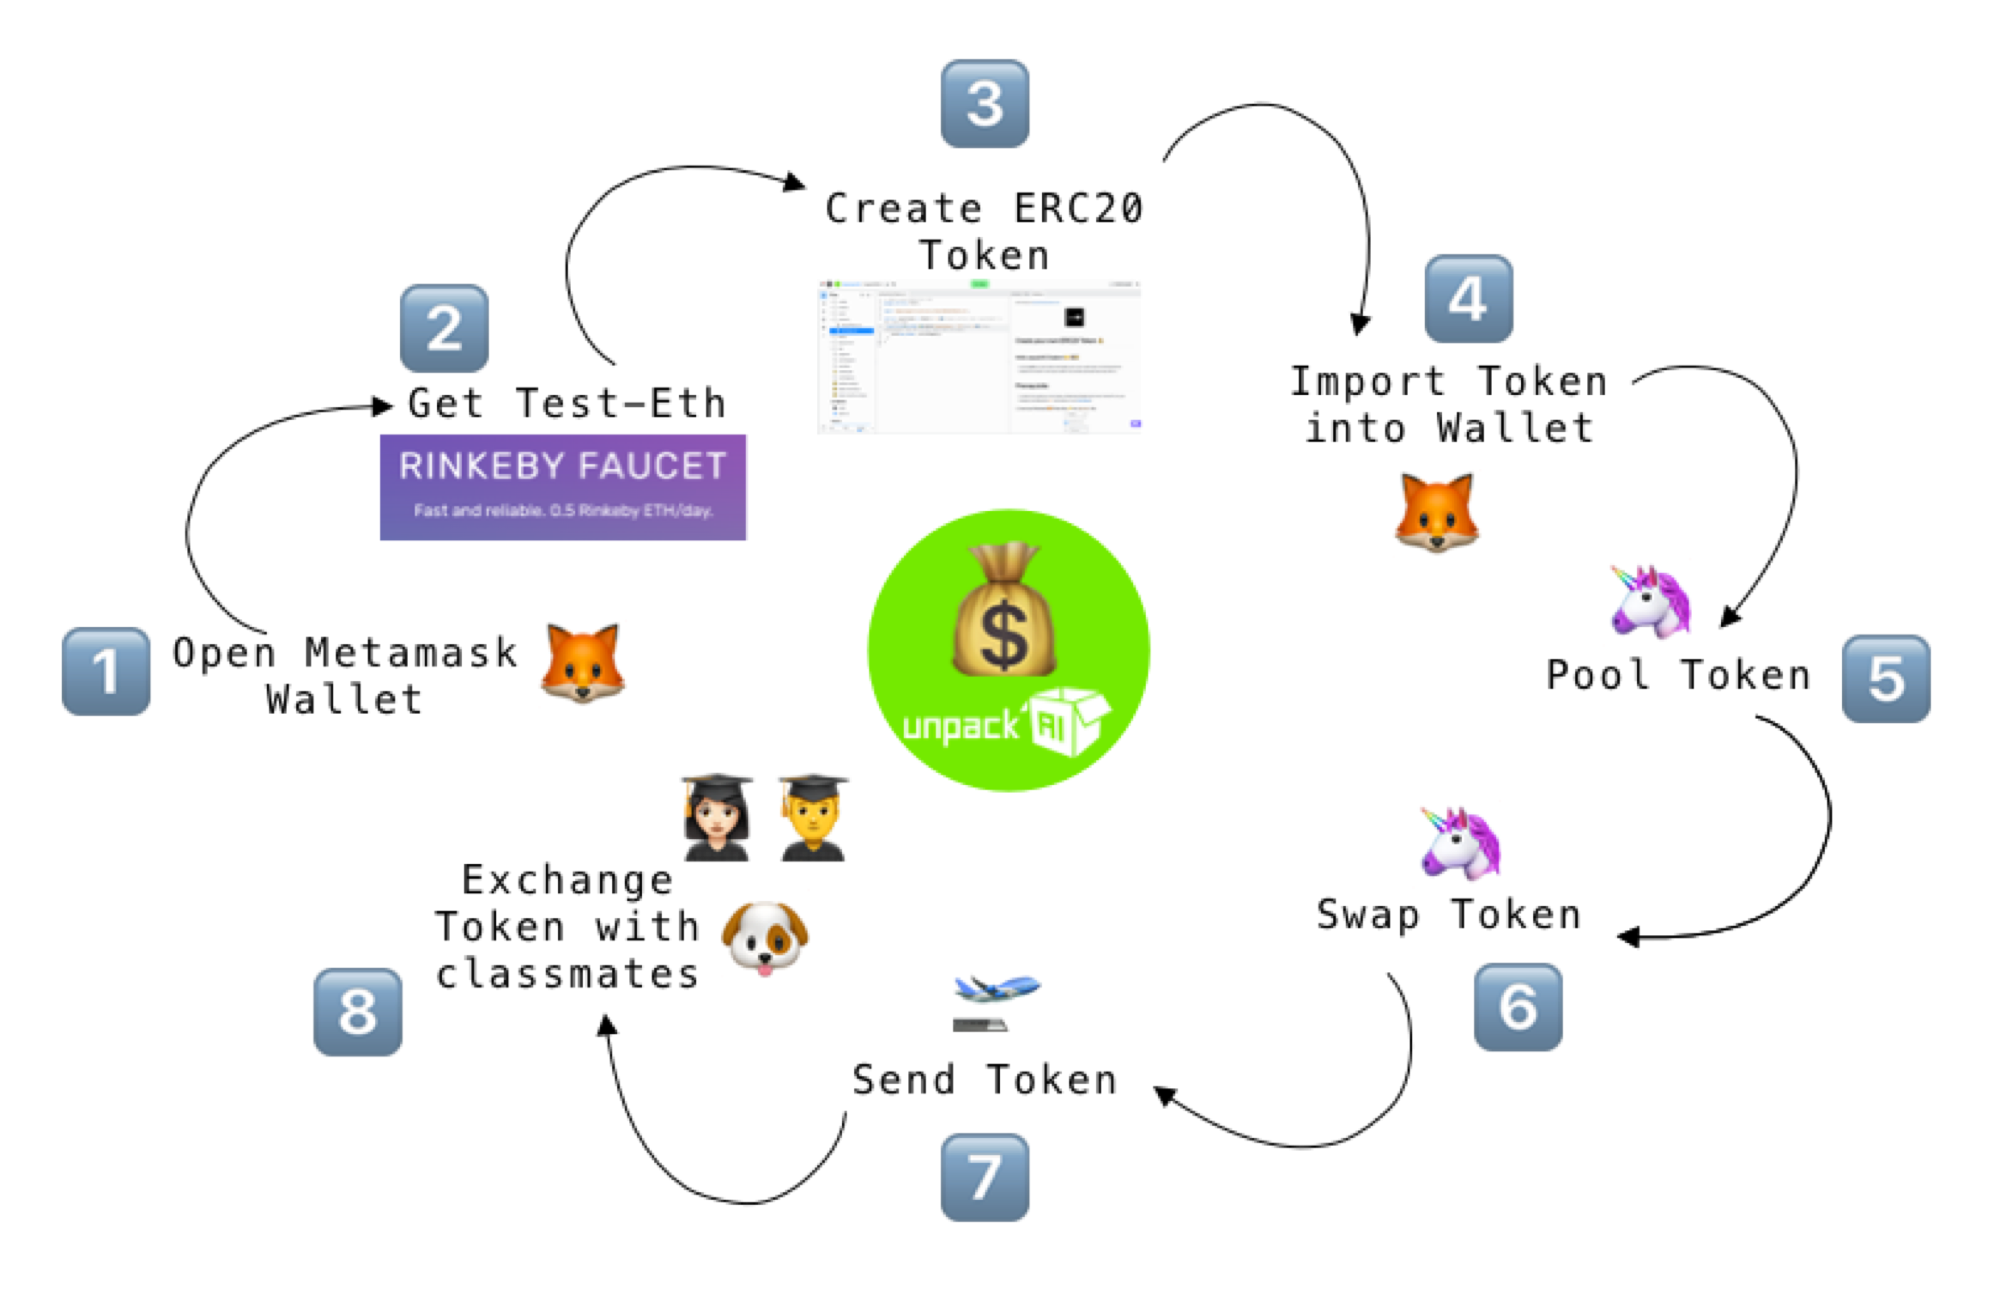 1
Open Metamask
Wallet
2
Get Test-Eth
RINKEBY FAUCET
Fast and reliable. 0.5 Rinkeby ETH/day.
3
Create ERC20
Token
4
Import Token
into Wallet
5
Pool Token
6
Swap Token
7
Send Token
8
Exchange
Token with
classmates
$
unpack AI